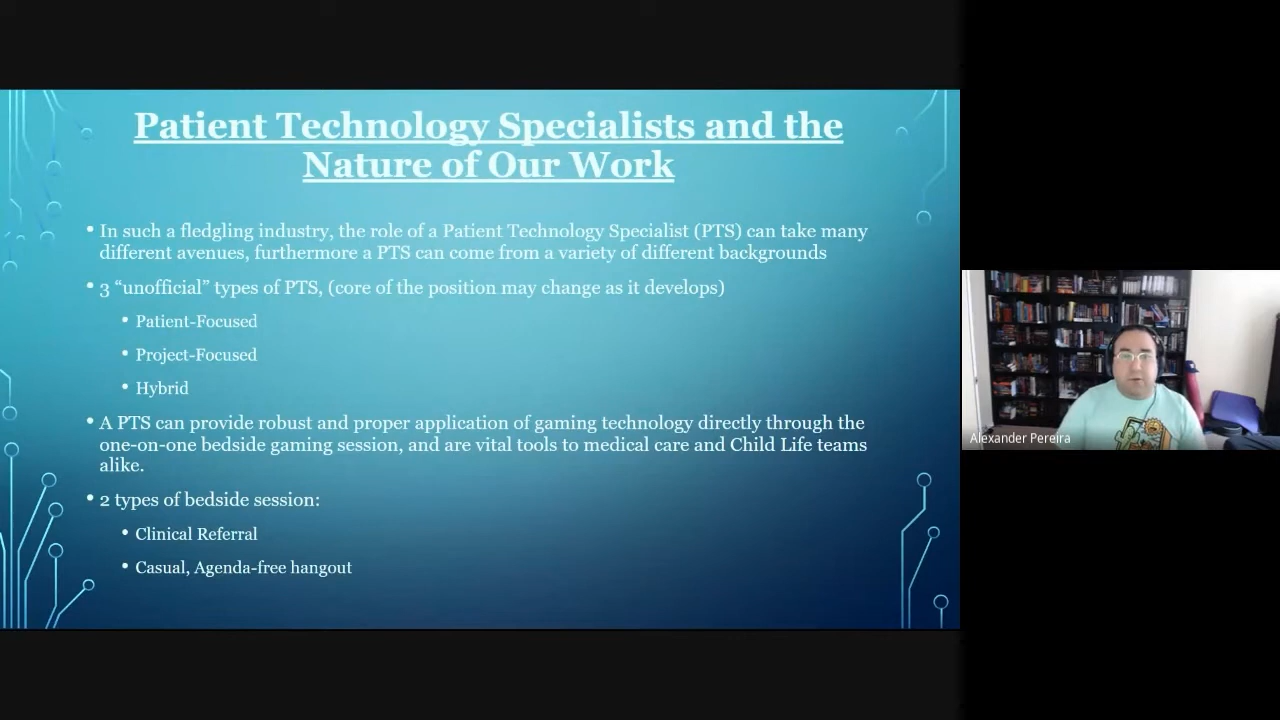 Patient Technology Specialists and the
Nature of Our Work
• In such a fledgling industry, the role of a Patient Technology Specialist (PTS) can take many
different avenues, furthermore a PTS can come from a variety of different backgrounds
• 3 “unofficial” types of PTS, (core of the position may change as it develops)
• Patient-Focused
• Project-Focused
• Hybrid
• A PTS can provide robust and proper application of gaming technology directly through the
one-on-one bedside gaming session, and are vital tools to medical care and Child Life teams
alike.
• 2 types of bedside session:
• Clinical Referral
• Casual, Agenda-free hangout
Alexander Pereira